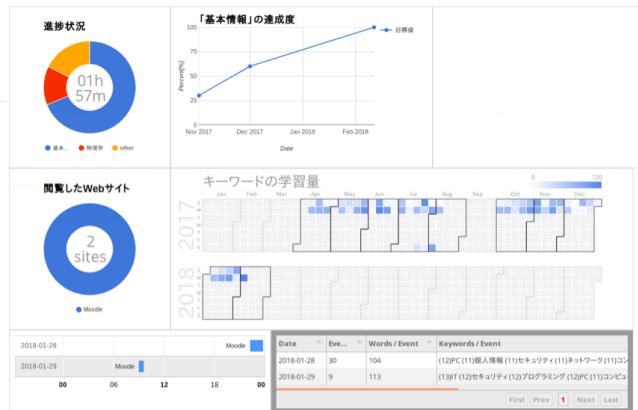 進捗状況
01h
57m
基本... 物理学 other
「基本情報」の達成度
100
75
50
25
0
Percent[%]
Nov 2017 Dec 2017 Jan 2018 Feb 2018
Date
目標値
閲覧したWebサイト
2
sites
Moodle
キーワードの学習量
0 120
Jan Feb Mar Apr May Jun Jul Aug Sep Oct Nov Dec
2017
2018
2018-01-28 Moodle
2018-01-29 Moodle
00 06 12 18 00
Date Eve... Words / Event Keywords / Event
2018-01-28 30 104 (12)PC (11)個人情報 (11)セキュリティ (11)ネットワーク (11)コン
2018-01-29 9 113 (13)IT (12)セキュリティ (12)プログラミング (12)PC (11)コンピュ
First Prev 1 Next Last